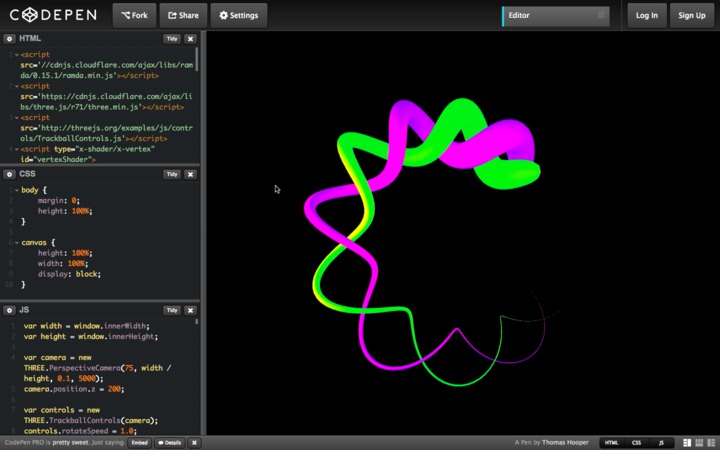 CODEPEN
Fork
Share
Settings
Editor
Log In
Sign Up
HTML
Tidy
1 <script
src='//cdnjs.cloudflare.com/ajax/libs/ram
da/0.15.1/ramda.min.js'></script>
2 <script
src='https://cdnjs.cloudflare.com/ajax/li
bs/three.js/r71/three.min.js'></script>
3 <script
src='http://threejs.org/examples/js/contr
ols/TrackballControls.js'></script>
4 <script type="x-shader/x-vertex"
id="vertexShader">
CSS
Tidy
1 body {
2 margin: 0;
3 height: 100%;
4 }
5
6 canvas {
7 height: 100%;
8 width: 100%;
9 display: block;
10 }
JS
Tidy
1 var width = window.innerWidth;
2 var height = window.innerHeight;
3
4 var camera = new
THREE.PerspectiveCamera(75, width /
height, 0.1, 5000);
5 camera.position.z = 200;
6
7 var controls = new
THREE.TrackballControls(camera);
8 controls.rotateSpeed = 1.0;
CodePen PRO is pretty sweet. Just saying.
Embed
Details
A Pen by Thomas Hooper
HTML
CSS
JS